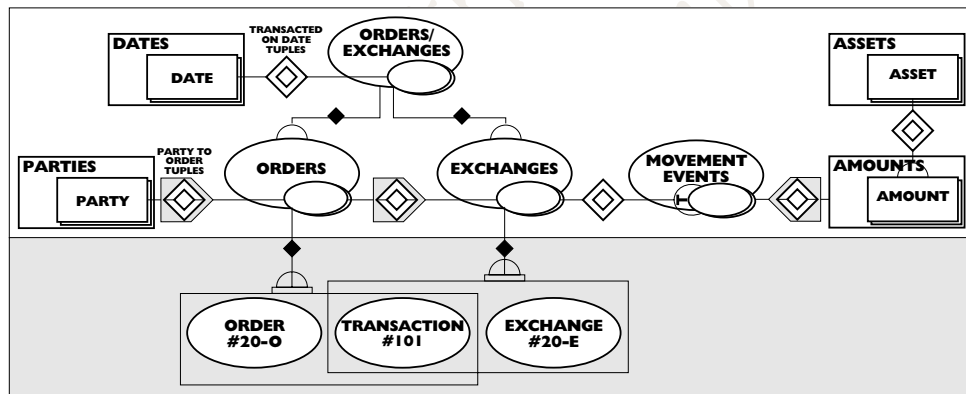 DATES
DATE
TRANSACTED
ON DATE
TUPLES
ORDERS/
EXCHANGES
ASSETS
ASSET
PARTIES
PARTY
PARTY TO
ORDER
TUPLES
ORDERS
EXCHANGES
MOVEMENT
EVENTS
T
AMOUNTS
AMOUNT
ORDER
#20-O
TRANSACTION
#101
EXCHANGE
#20-E